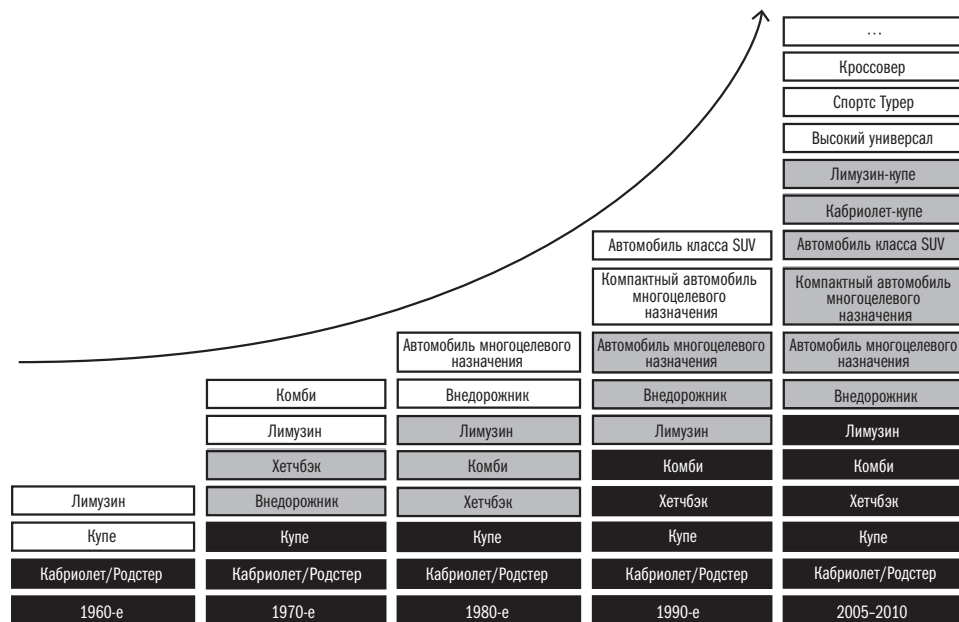 1960-е
Кабриолет/Родстер
Купе
Лимузин
1970-е
Кабриолет/Родстер
Купе
Внедорожник
Хетчбэк
Лимузин
Комби
1980-е
Кабриолет/Родстер
Купе
Хетчбэк
Комби
Лимузин
Внедорожник
Автомобиль многоцелевого
назначения
1990-е
Кабриолет/Родстер
Купе
Хетчбэк
Комби
Лимузин
Внедорожник
Автомобиль многоцелевого
назначения
Компактный автомобиль
многоцелевого
назначения
Автомобиль класса SUV
2005–2010
Кабриолет/Родстер
Купе
Хетчбэк
Комби
Лимузин
Внедорожник
Автомобиль многоцелевого
назначения
Компактный автомобиль
многоцелевого
назначения
Автомобиль класса SUV
Кабриолет-купе
Лимузин-купе
Высокий универсал
Спортс Турер
Кроссовер
...